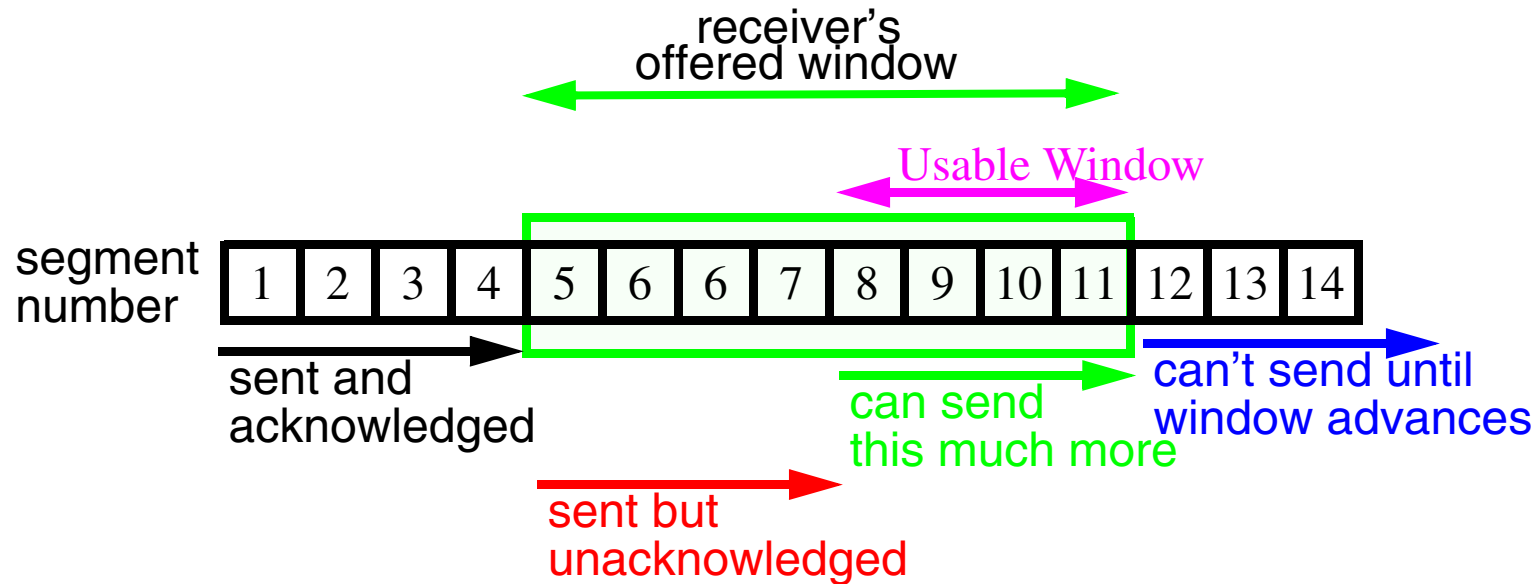 receiver's
offered window
Usable Window
segment
number
1 2 3 4 5 6 6 7 8 9 10 11 12 13 14
sent and
acknowledged
can send
this much more
can't send until
window advances
sent but
unacknowledged